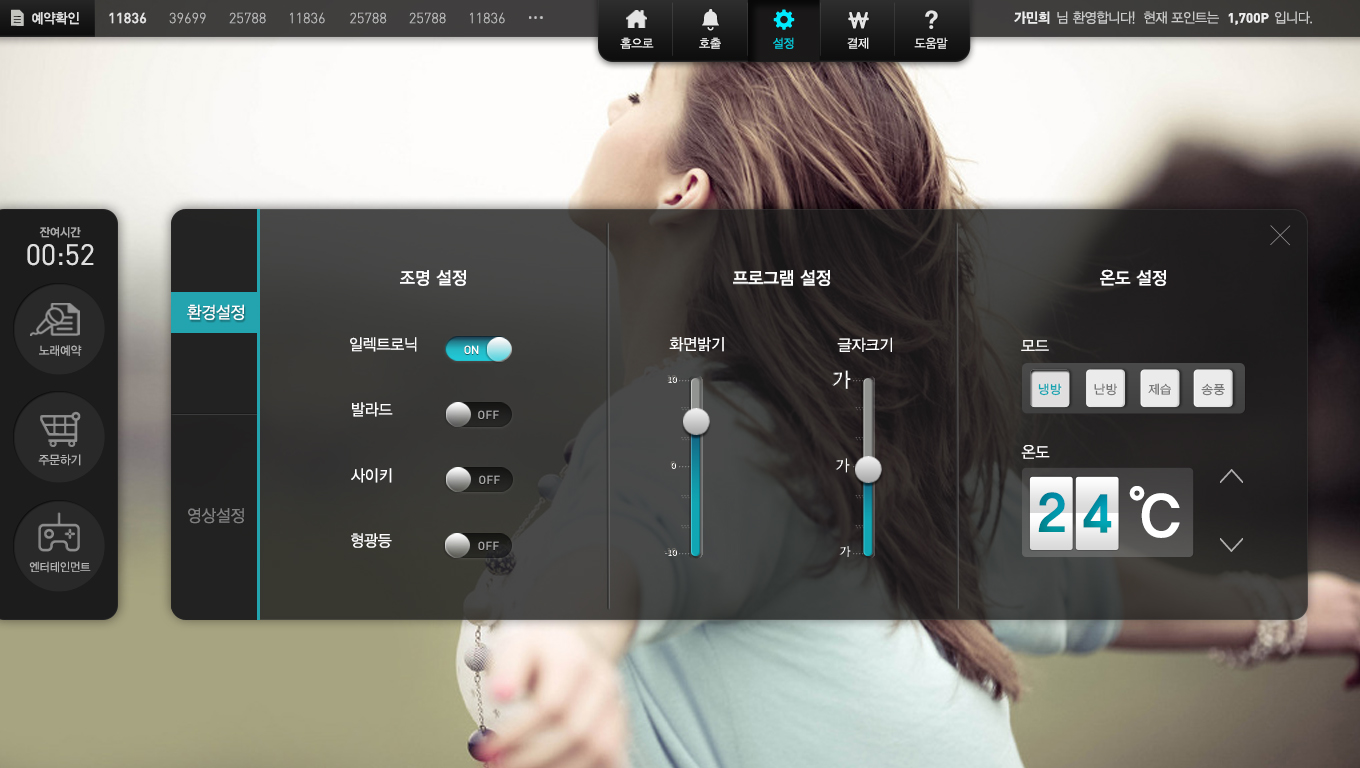 예약확인 11836 39699 25788 11836 25788 25788 11836 ···
홈으로 호출 설정 결제 도움말
가민희 님 환영합니다! 현재 포인트는 1,700P 입니다.
잔여시간
00:52
노래예약
주문하기
엔터테인먼트
환경설정
영상설정
조명 설정
일렉트로닉 ON
발라드 OFF
사이키 OFF
형광등 OFF
프로그램 설정
화면밝기
10
0
-10
글자크기
가
가
가
온도 설정
모드
냉방 난방 제습 송풍
온도
24℃